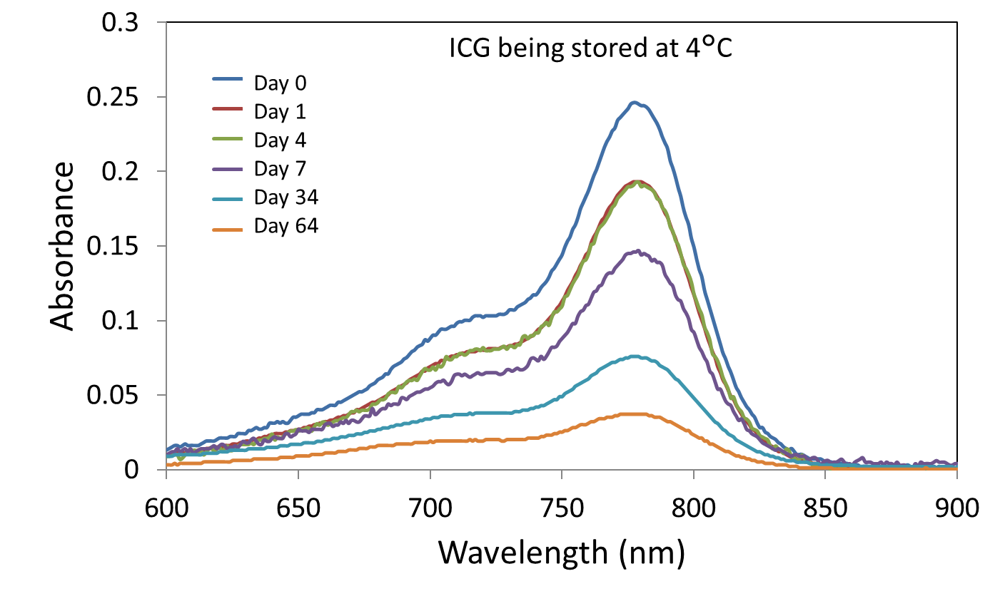 ICG being stored at 4°C
0.3
0.25
0.2
0.15
0.1
0.05
0
Absorbance
Day 0
Day 1
Day 4
Day 7
Day 34
Day 64
600 650 700 750 800 850 900
Wavelength (nm)